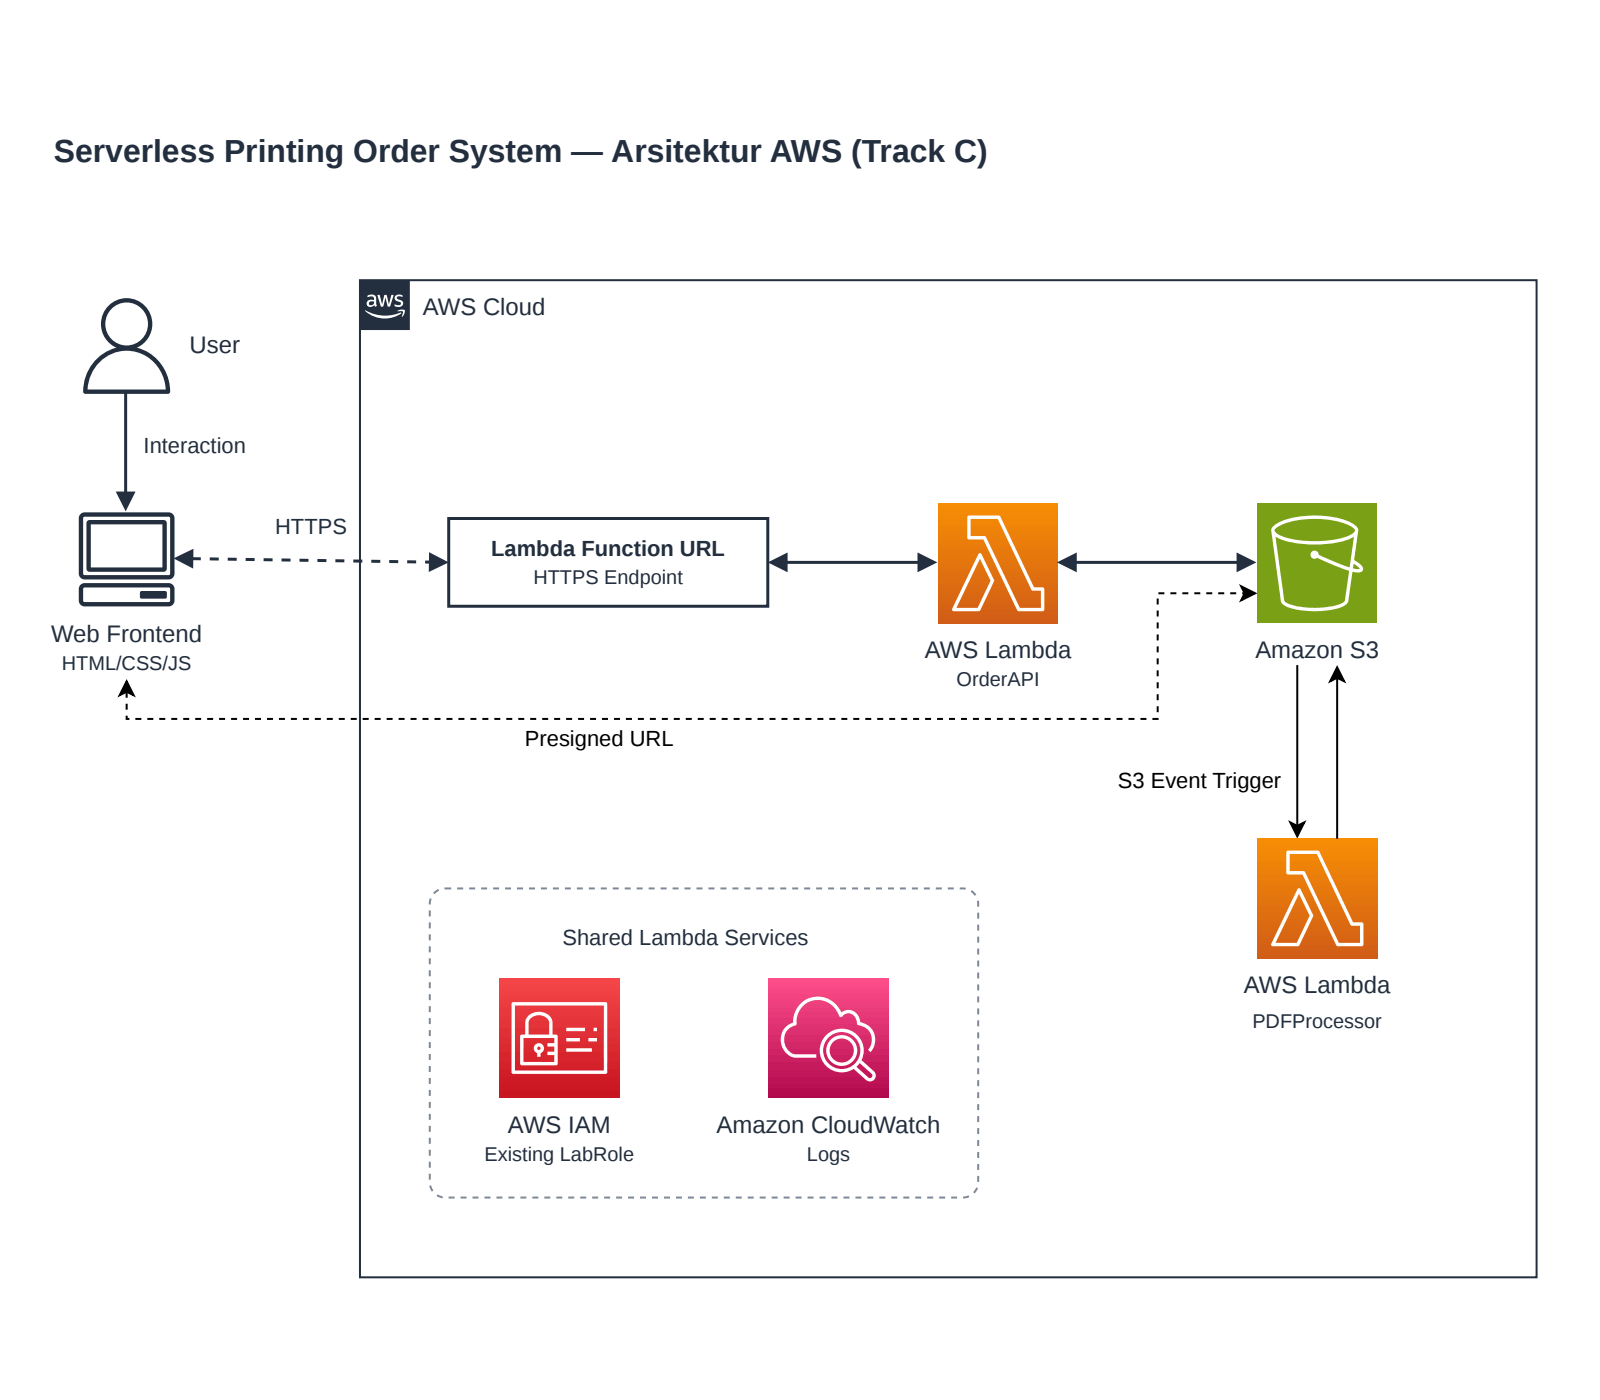 Serverless Printing Order System — Arsitektur AWS (Track C)
aws
AWS Cloud
User
Interaction
HTTPS
Lambda Function URL
HTTPS Endpoint
Web Frontend
HTML/CSS/JS
AWS Lambda
OrderAPI
Amazon S3
Presigned URL
S3 Event Trigger
Shared Lambda Services
AWS Lambda
PDFProcessor
AWS IAM
Existing LabRole
Amazon CloudWatch
Logs